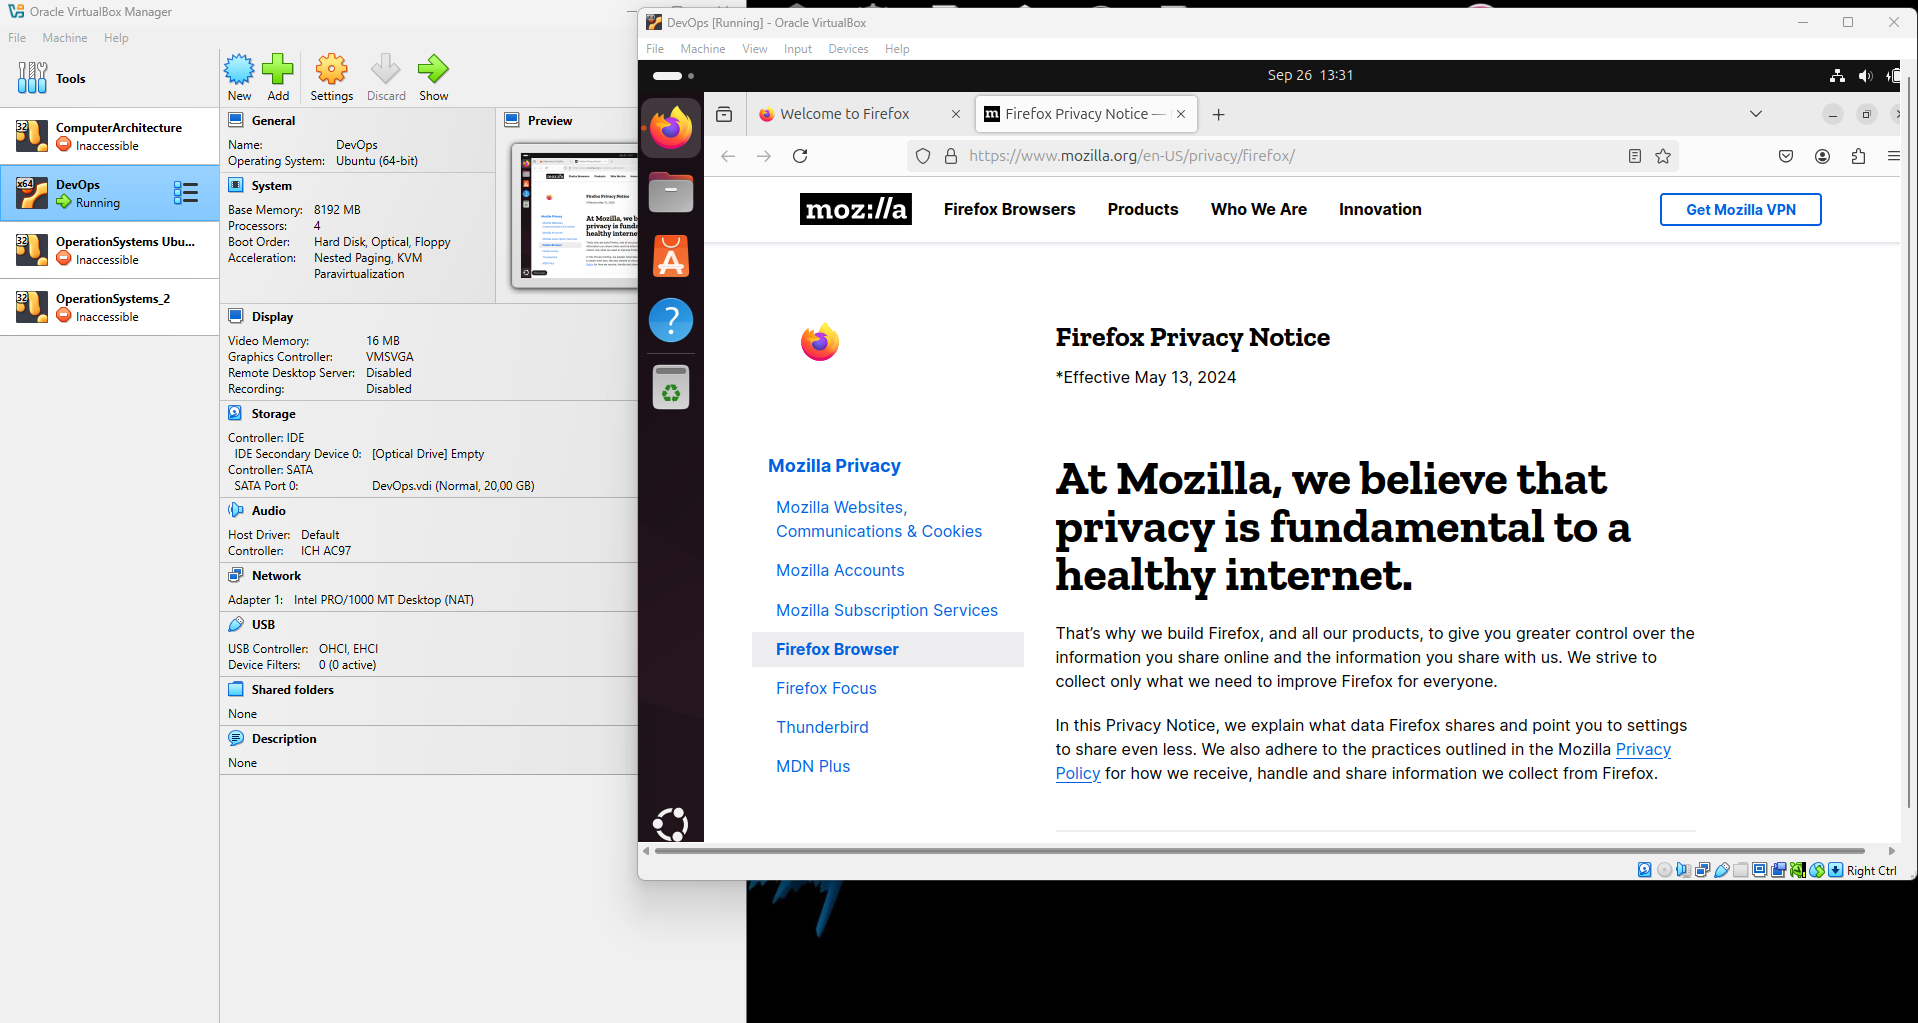 Oracle VirtualBox Manager
File Machine Help
Tools
New Add Settings Discard Show
32
ComputerArchitecture
Inaccessible
x64
DevOps
Running
32
OperationSystems Ubu...
Inaccessible
32
OperationSystems_2
Inaccessible
General
Name: DevOps
Operating System: Ubuntu (64-bit)
System
Base Memory: 8192 MB
Processors: 4
Boot Order: Hard Disk, Optical, Floppy
Acceleration: Nested Paging, KVM
Paravirtualization
Preview
Display
Video Memory: 16 MB
Graphics Controller: VMSVGA
Remote Desktop Server: Disabled
Recording: Disabled
Storage
Controller: IDE
IDE Secondary Device 0: [Optical Drive] Empty
Controller: SATA
SATA Port 0: DevOps.vdi (Normal, 20,00 GB)
Audio
Host Driver: Default
Controller: ICH AC97
Network
Adapter 1: Intel PRO/1000 MT Desktop (NAT)
USB
USB Controller: OHCI, EHCI
Device Filters: 0 (0 active)
Shared folders
None
Description
None
DevOps [Running] - Oracle VirtualBox
File Machine View Input Devices Help
Sep 26 13:31
Welcome to Firefox
m Firefox Privacy Notice —
https://www.mozilla.org/en-US/privacy/firefox/
moz://a
Firefox Browsers Products Who We Are Innovation
Get Mozilla VPN
Firefox Privacy Notice
*Effective May 13, 2024
Mozilla Privacy
Mozilla Websites,
Communications & Cookies
Mozilla Accounts
Mozilla Subscription Services
Firefox Browser
Firefox Focus
Thunderbird
MDN Plus
At Mozilla, we believe that
privacy is fundamental to a
healthy internet.
That’s why we build Firefox, and all our products, to give you greater control over the
information you share online and the information you share with us. We strive to
collect only what we need to improve Firefox for everyone.
In this Privacy Notice, we explain what data Firefox shares and point you to settings
to share even less. We also adhere to the practices outlined in the Mozilla Privacy
Policy for how we receive, handle and share information we collect from Firefox.
Right Ctrl